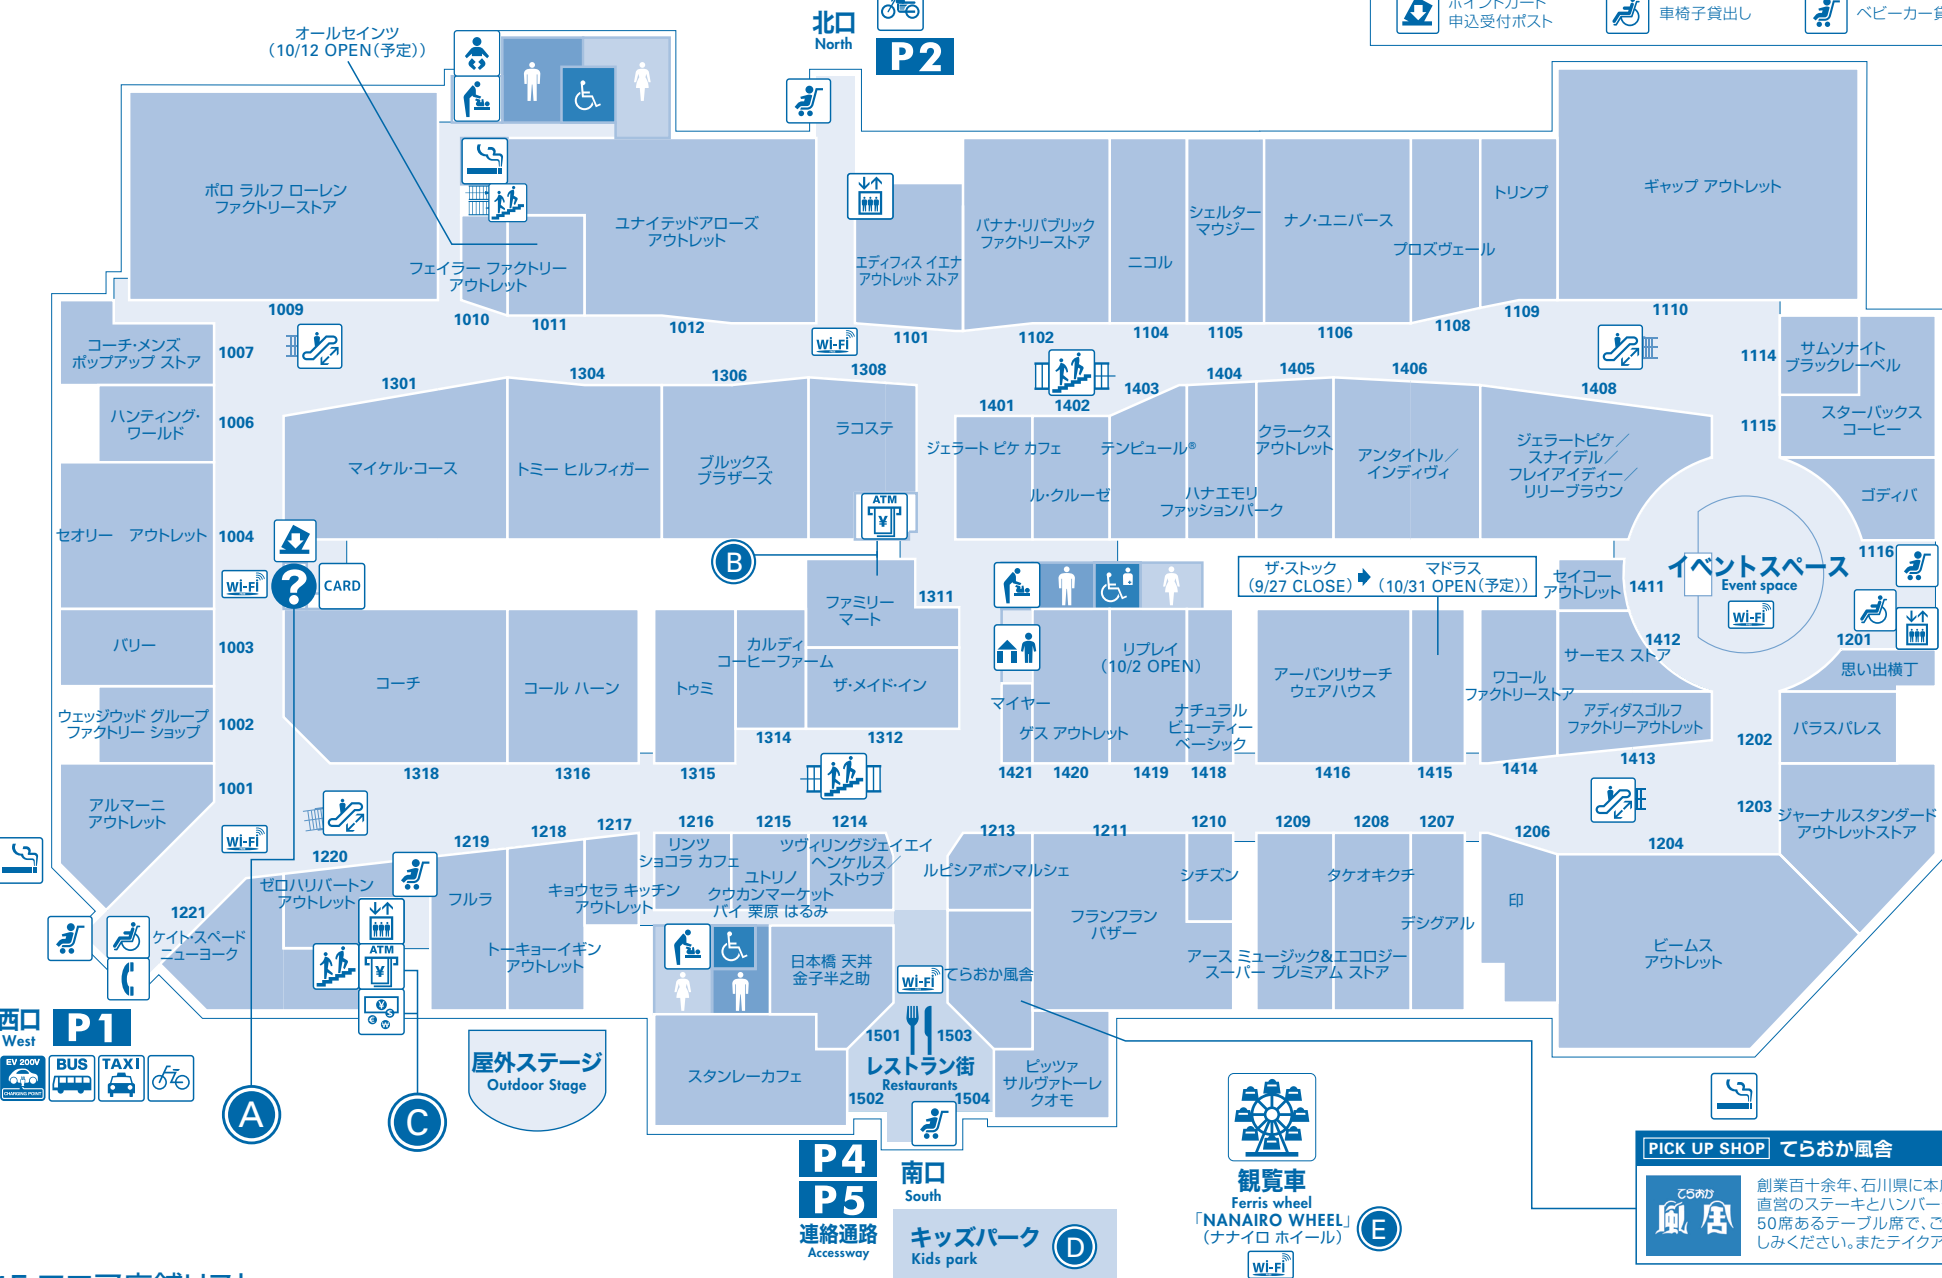 オールセインツ
（10/12 OPEN（予定））
北口
North
P2
ポイントカード
申込受付ポスト
車椅子貸出し
ベビーカー貸
ポロ ラルフ ローレン
ファクトリーストア
1009
フェイラー ファクトリー
アウトレット
1010
1011
ユナイテッドアローズ
アウトレット
1012
Wi-Fi
エディフィス イエナ
アウトレット ストア
1101
バナナ・リパブリック
ファクトリーストア
1102
ニコル
1104
シェルター
マウジー
1105
ナノ・ユニバース
1106
プロズヴェール
1108
トリンプ
1109
ギャップ アウトレット
1110
コーチ・メンズ
ポップアップ ストア
1007
ハンティング・
ワールド
1006
セオリー　アウトレット
1004
バリー
1003
ウェッジウッド グループ
ファクトリー ショップ
1002
アルマーニ
アウトレット
1001
1301
マイケル・コース
1304
トミー ヒルフィガー
1306
ブルックス
ブラザーズ
1308
ラコステ
ATM
¥
1401
ジェラート ピケ カフェ
1402
ル・クルーゼ
1403
テンピュール®
1404
ハナエモリ
ファッションパーク
1405
クラークス
アウトレット
1406
アンタイトル／
インディヴィ
1408
ジェラートピケ／
スナイデル／
フレイアイディー／
リリーブラウン
1114
サムソナイト
ブラックレーベル
1115
スターバックス
コーヒー
ゴディバ
1116
イベントスペース
Event space
Wi-Fi
1201
思い出横丁
1202
パラスパレス
1203
ジャーナルスタンダード
アウトレットストア
Wi-Fi
?
CARD
B
ファミリー
マート
1311
カルディ
コーヒーファーム
1314
ザ・メイド・イン
1312
コーチ
1318
コール ハーン
1316
トゥミ
1315
ザ・ストック
（9/27 CLOSE）
マドラス
（10/31 OPEN（予定））
マイヤー
1421
ゲス アウトレット
1420
リプレイ
（10/2 OPEN）
1419
ナチュラル
ビューティー
ベーシック
1418
アーバンリサーチ
ウェアハウス
1416
1415
ワコール
ファクトリーストア
1414
セイコー
アウトレット
1411
サーモス ストア
1412
アディダスゴルフ
ファクトリーアウトレット
1413
Wi-Fi
1221
ケイト・スペード
ニューヨーク
1220
ゼロハリバートン
アウトレット
1219
フルラ
1218
トーキョーイギン
アウトレット
1217
キョウセラ キッチン
アウトレット
1216
リンツ
ショコラ カフェ
1215
ユトリノ
クウカンマーケット
バイ 栗原 はるみ
1214
ツヴィリングジェイエイ
ヘンケルス／
ストウブ
1213
ルピシアボンマルシェ
1211
フランフラン
バザー
1210
シチズン
1209
アース ミュージック&エコロジー
スーパー プレミアム ストア
1208
タケオキクチ
1207
デシグアル
1206
印
1204
ビームス
アウトレット
ATM
¥
日本橋 天丼
金子半之助
1501
Wi-Fi
てらおか風舎
1503
レストラン街
Restaurants
1502
スタンレーカフェ
1504
ピッツァ
サルヴァトーレ
クオモ
西口
West
P1
EV 200V
CHARGING POINT
BUS
TAXI
A
C
屋外ステージ
Outdoor Stage
P4
P5
連絡通路
Accessway
南口
South
キッズパーク
Kids park
D
観覧車
Ferris wheel
「NANAIRO WHEEL」
（ナナイロ ホイール）
E
Wi-Fi
PICK UP SHOP てらおか風舎
てらおか
風舎
創業百十余年、石川県に本
直営のステーキとハンバー
50席あるテーブル席で、ご
しみください。またテイクア